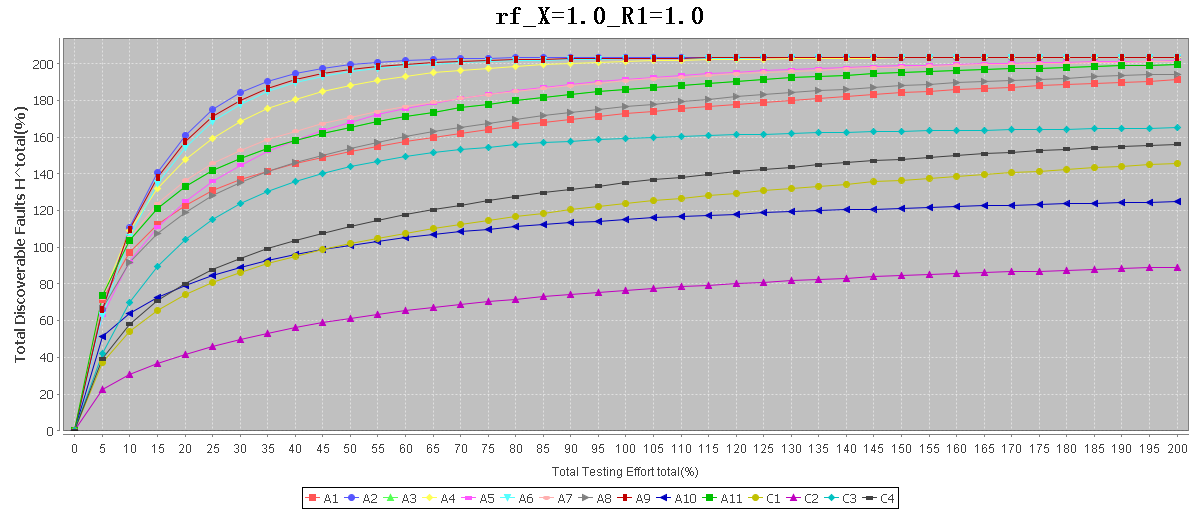 rf_X=1.0_R1=1.0
Total Discoverable Faults H^total(%)
200
180
160
140
120
100
80
60
40
20
0
0 5 10 15 20 25 30 35 40 45 50 55 60 65 70 75 80 85 90 95 100 105 110 115 120 125 130 135 140 145 150 155 160 165 170 175 180 185 190 195 200
Total Testing Effort total(%)
A1 A2 A3 A4 A5 A6 A7 A8 A9 A10 A11 C1 C2 C3 C4